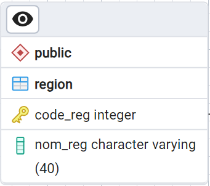 public
region
code_reg integer
nom_reg character varying
(40)